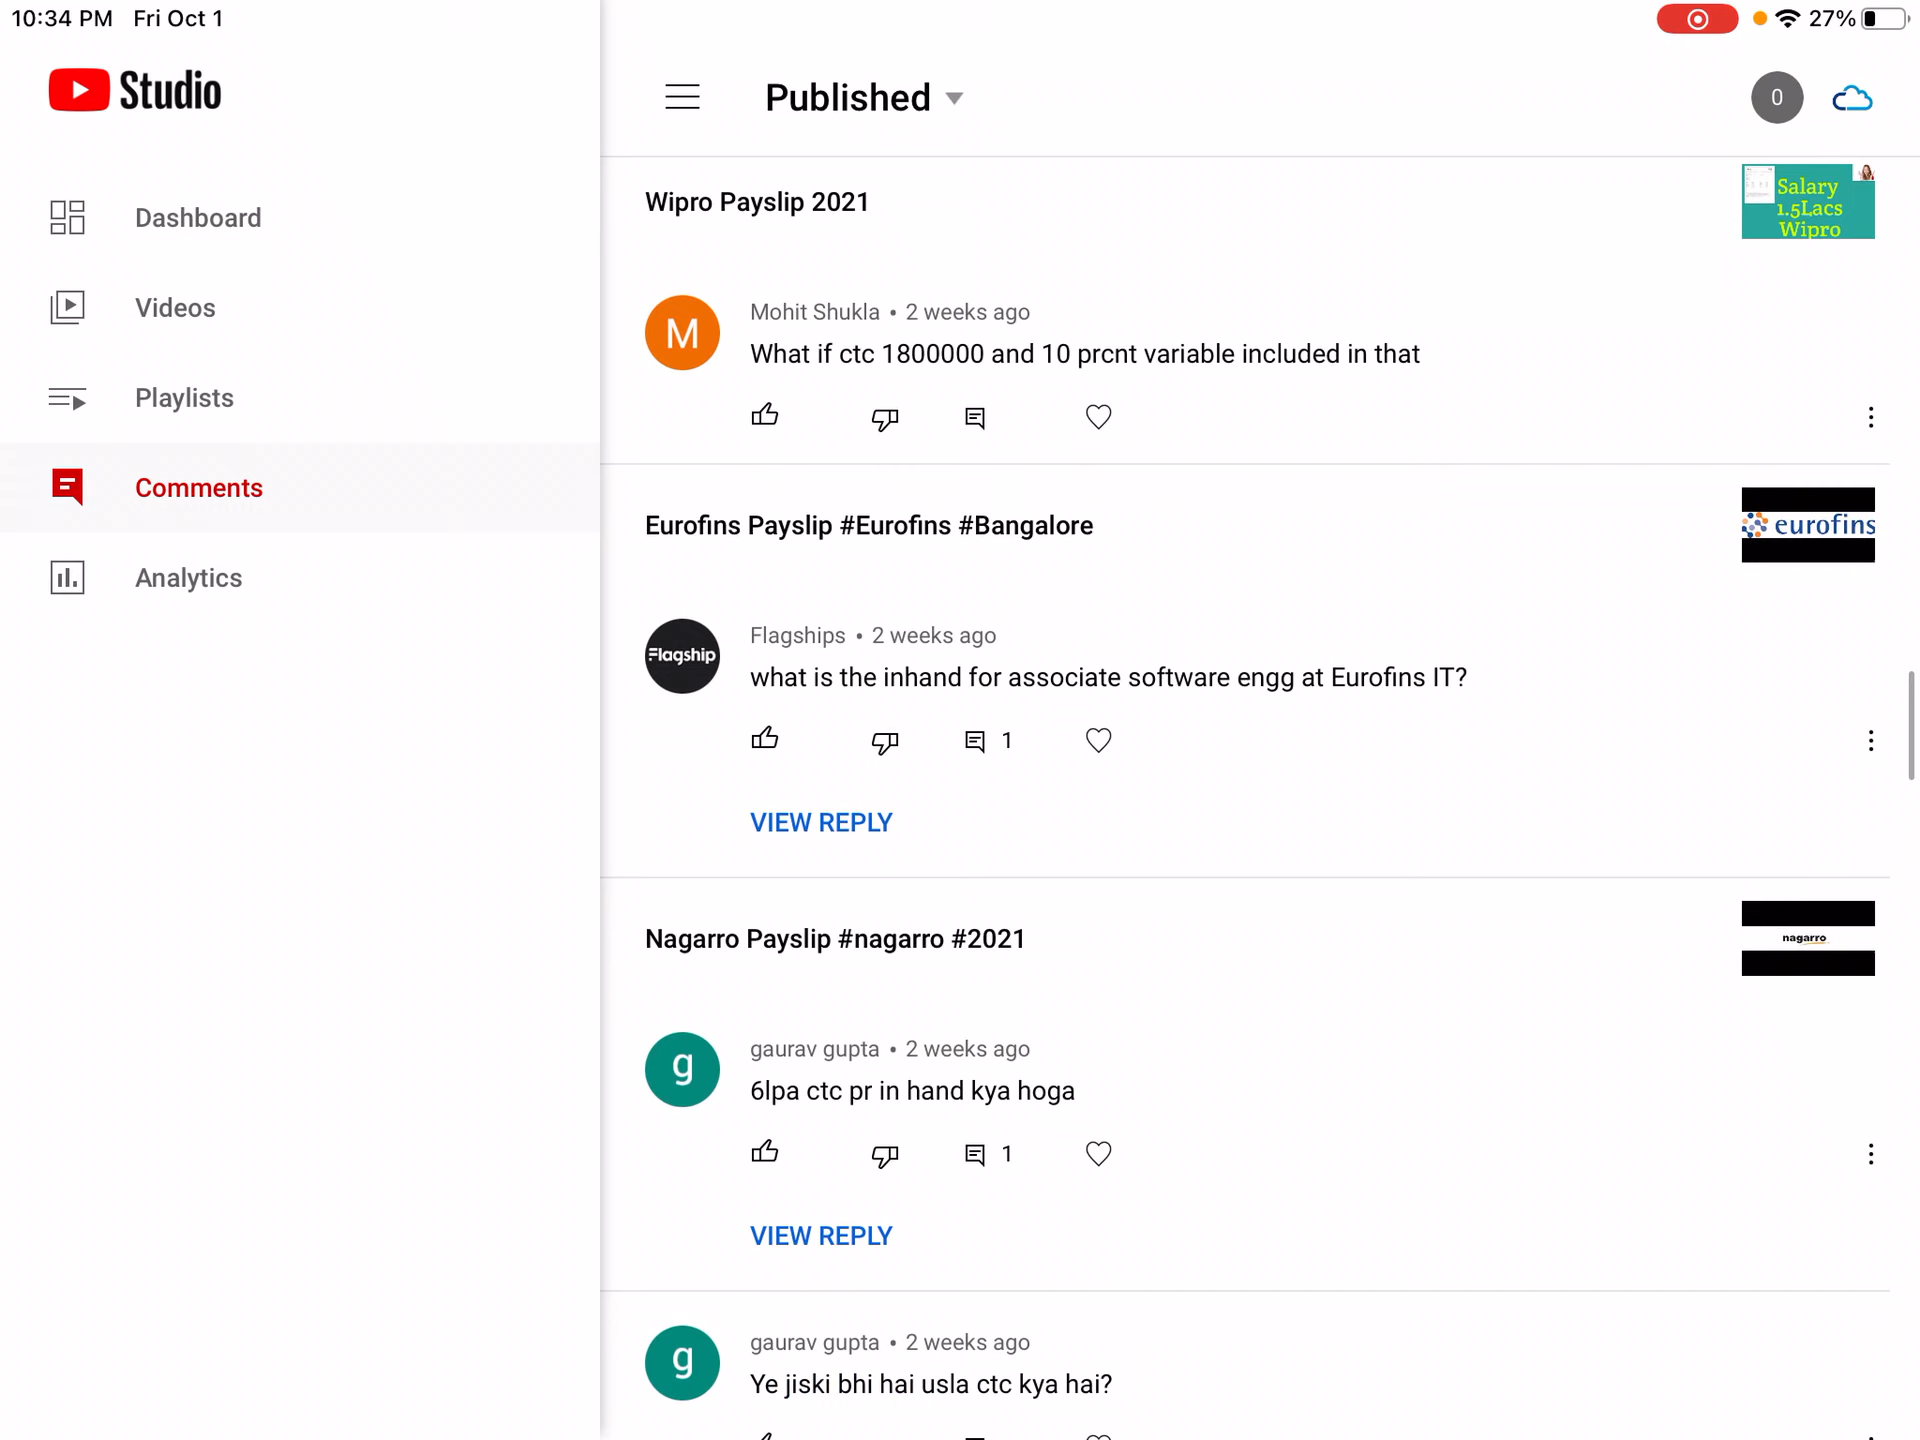 10:34 PM Fri Oct 1
27%
Studio
Dashboard
Videos
Playlists
Comments
Analytics
Published
0
Wipro Payslip 2021
Salary
1.5Lacs
Wipro
Mohit Shukla • 2 weeks ago
What if ctc 1800000 and 10 prcnt variable included in that
Eurofins Payslip #Eurofins #Bangalore
eurofins
Flagship
Flagships • 2 weeks ago
what is the inhand for associate software engg at Eurofins IT?
1
VIEW REPLY
Nagarro Payslip #nagarro #2021
nagarro
g
gaurav gupta • 2 weeks ago
6lpa ctc pr in hand kya hoga
1
VIEW REPLY
g
gaurav gupta • 2 weeks ago
Ye jiski bhi hai usla ctc kya hai?
M